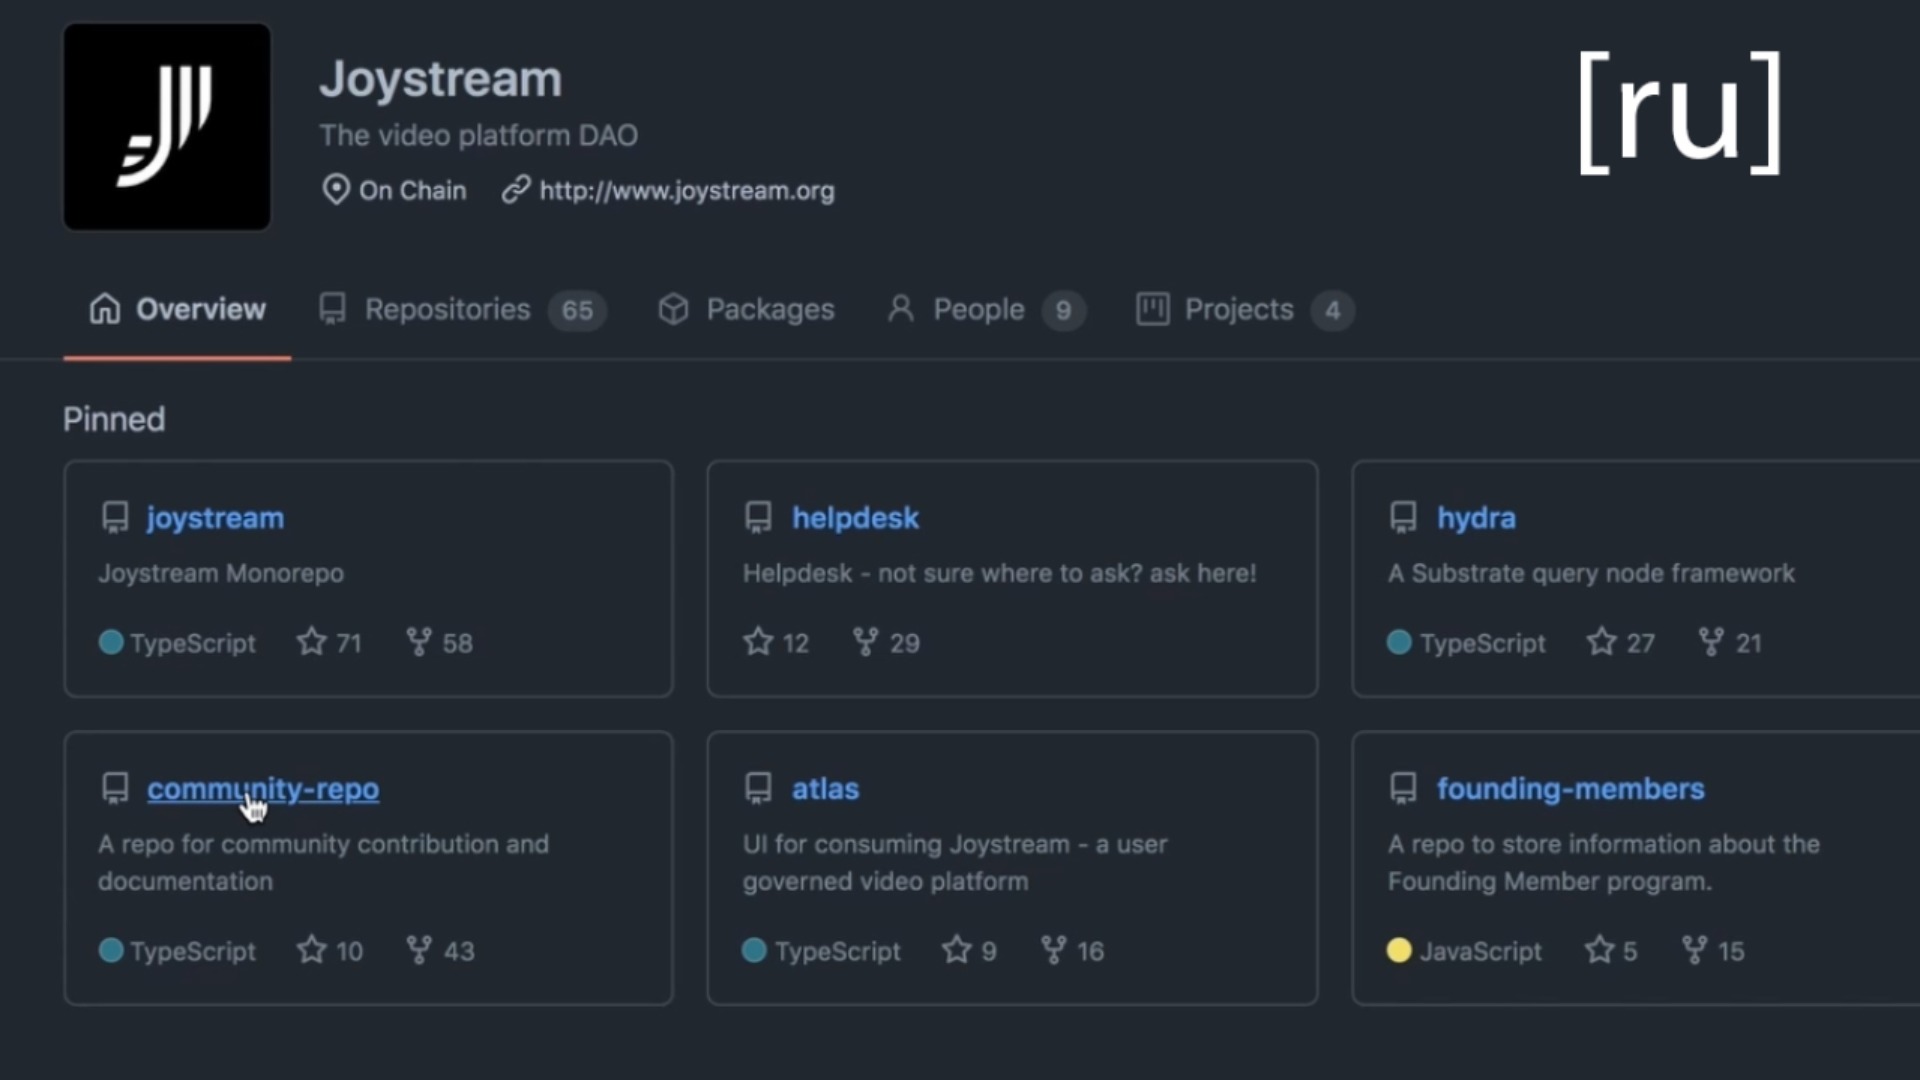 Joystream
The video platform DAO
On Chain http://www.joystream.org
[ru]
Overview Repositories 65 Packages People 9 Projects 4
Pinned
joystream
Joystream Monorepo
TypeScript 71 58
helpdesk
Helpdesk - not sure where to ask? ask here!
12 29
hydra
A Substrate query node framework
TypeScript 27 21
community-repo
A repo for community contribution and
documentation
TypeScript 10 43
atlas
UI for consuming Joystream - a user
governed video platform
TypeScript 9 16
founding-members
A repo to store information about the
Founding Member program.
JavaScript 5 15